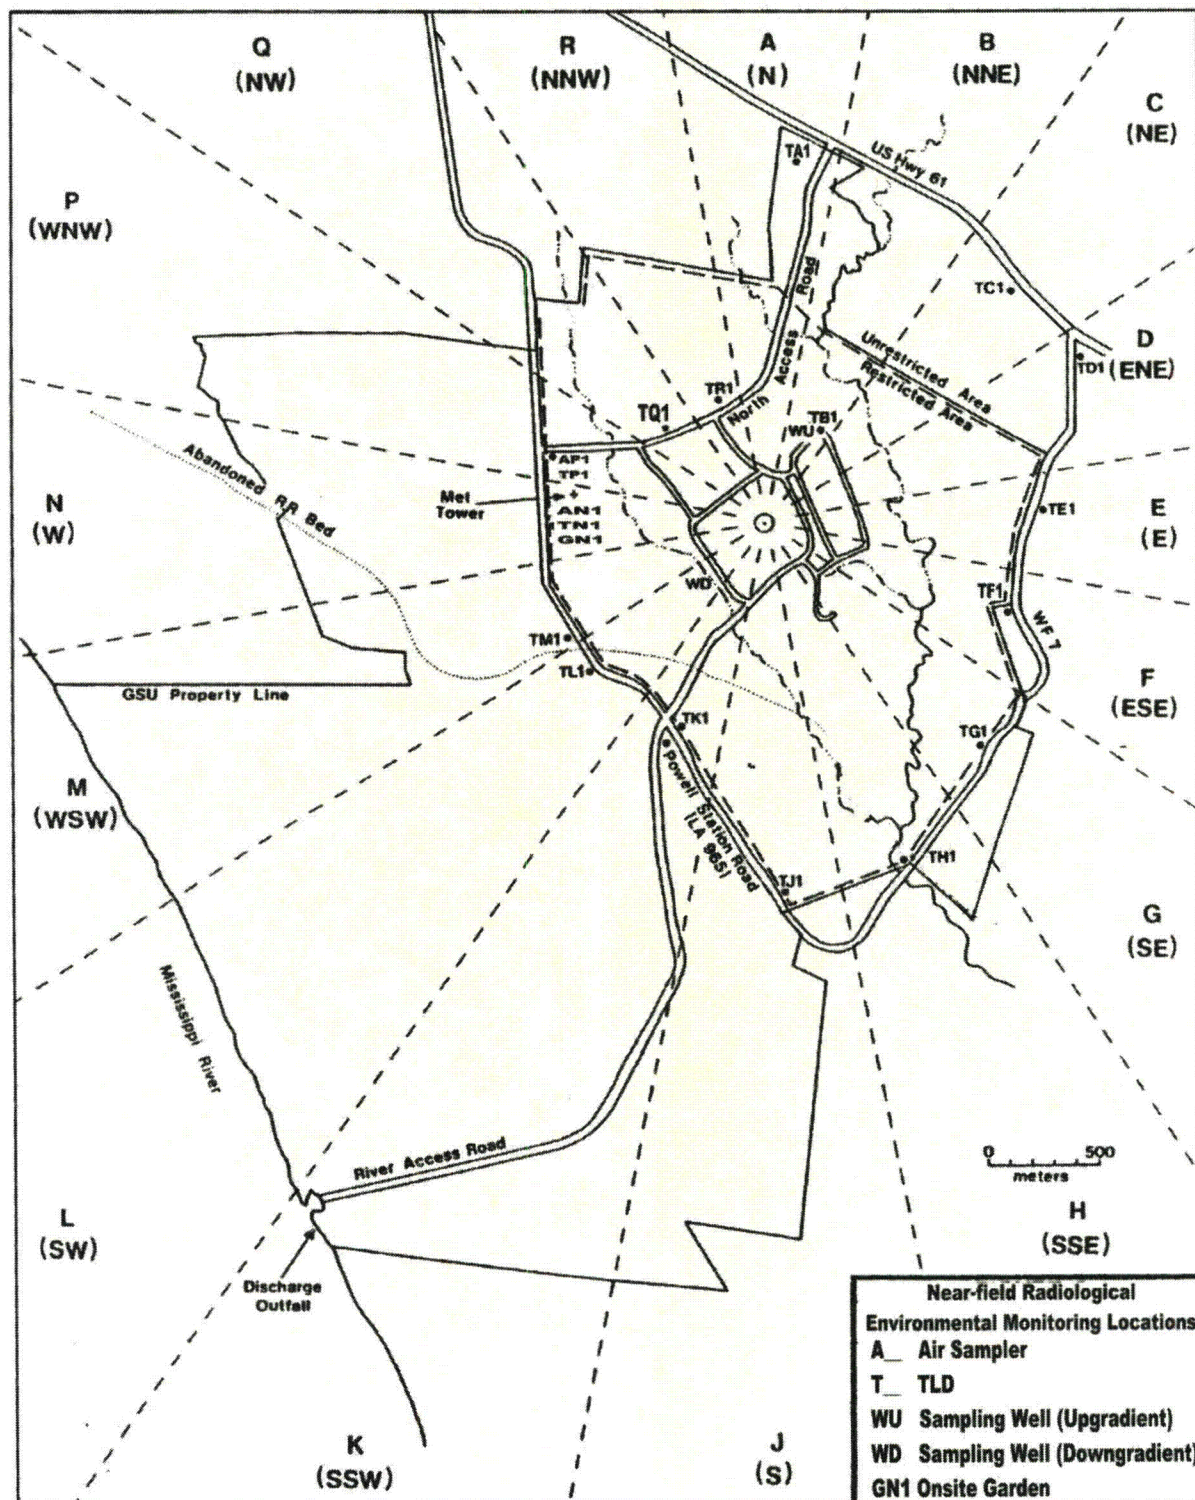 Q
(NW)
R
(NNW)
A
(N)
B
(NNE)
C
(NE)
P
(WNW)
TA1
US Hwy 61
TC1
D
(ENE)
TD1
North Access Road
Unrestricted Area
Restricted Area
TR1
TQ1
TB1
WU
AP1
TP1
Met
Tower
AN1
TN1
GN1
Abandoned R.R Bed
N
(W)
TE1
E
(E)
WD
TF1
WF 7
TM1
TL1
GSU Property Line
F
(ESE)
TK1
TG1
M
(WSW)
Powell Station Road
(LA 965)
TJ1
TH1
G
(SE)
Mississippi River
River Access Road
0 500
meters
H
(SSE)
L
(SW)
Discharge
Outfall
K
(SSW)
J
(S)
Near-field Radiological
Environmental Monitoring Locations
A__ Air Sampler
T__ TLD
WU Sampling Well (Upgradient)
WD Sampling Well (Downgradient)
GN1 Onsite Garden